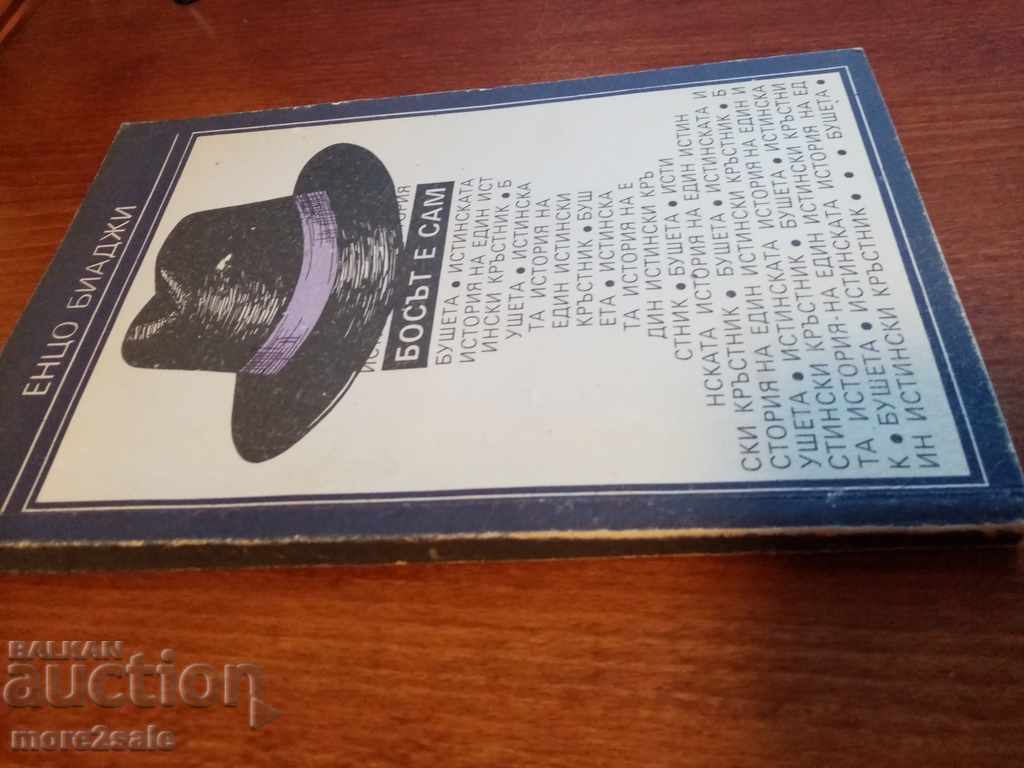 ЕНЦО БИАДЖИ
ИСТ ОРИЯ
БОСЪТ Е САМ
БУШЕТА • ИСТИНСКАТА
ИСТОРИЯ НА ЕДИН ИСТ
ИНСКИ КРЪСТНИК • Б
УШЕТА • ИСТИНСКА
ТА ИСТОРИЯ НА
ЕДИН ИСТИНСКИ
КРЪСТНИК • БУШ
ЕТА • ИСТИНСКА
ТА ИСТОРИЯ НА Е
ДИН ИСТИНСКИ КРЪ
СТНИК • БУШЕТА • ИСТИ
НСКАТА ИСТОРИЯ НА ЕДИН ИСТИН
СКИ КРЪСТНИК • БУШЕТА • ИСТИНСКАТА И
СТОРИЯ НА ЕДИН ИСТИНСКИ КРЪСТНИК • Б
УШЕТА • ИСТИНСКАТА ИСТОРИЯ НА ЕДИН И
СТИНСКИ КРЪСТНИК • БУШЕТА • ИСТИНСКА
ТА ИСТОРИЯ НА ЕДИН ИСТИНСКИ КРЪСТНИ
К • БУШЕТА • ИСТИНСКАТА ИСТОРИЯ НА ЕД
ИН ИСТИНСКИ КРЪСТНИК • БУШЕТА •
BALKAN
auction
more2sale